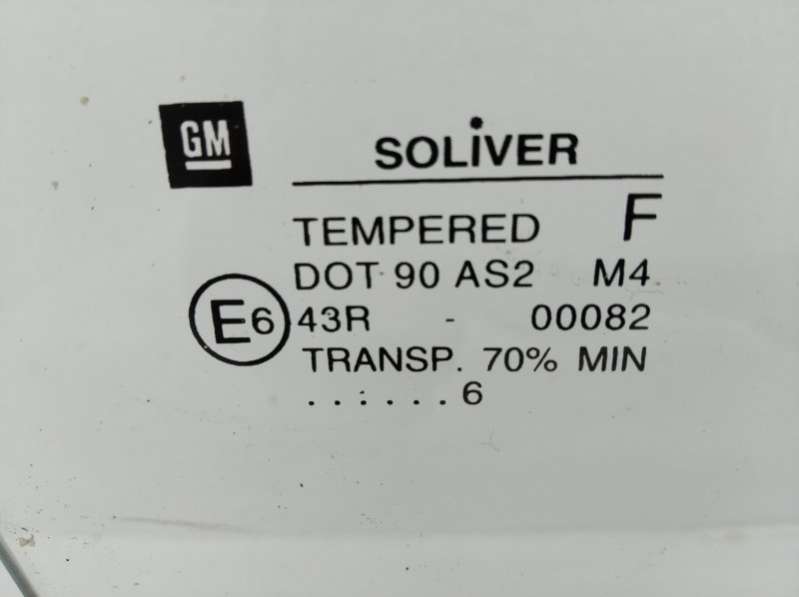 GM
SOLiVER
TEMPERED F
DOT 90 AS2 M4
E6 43R - 00082
TRANSP. 70% MIN
. . : . . . 6